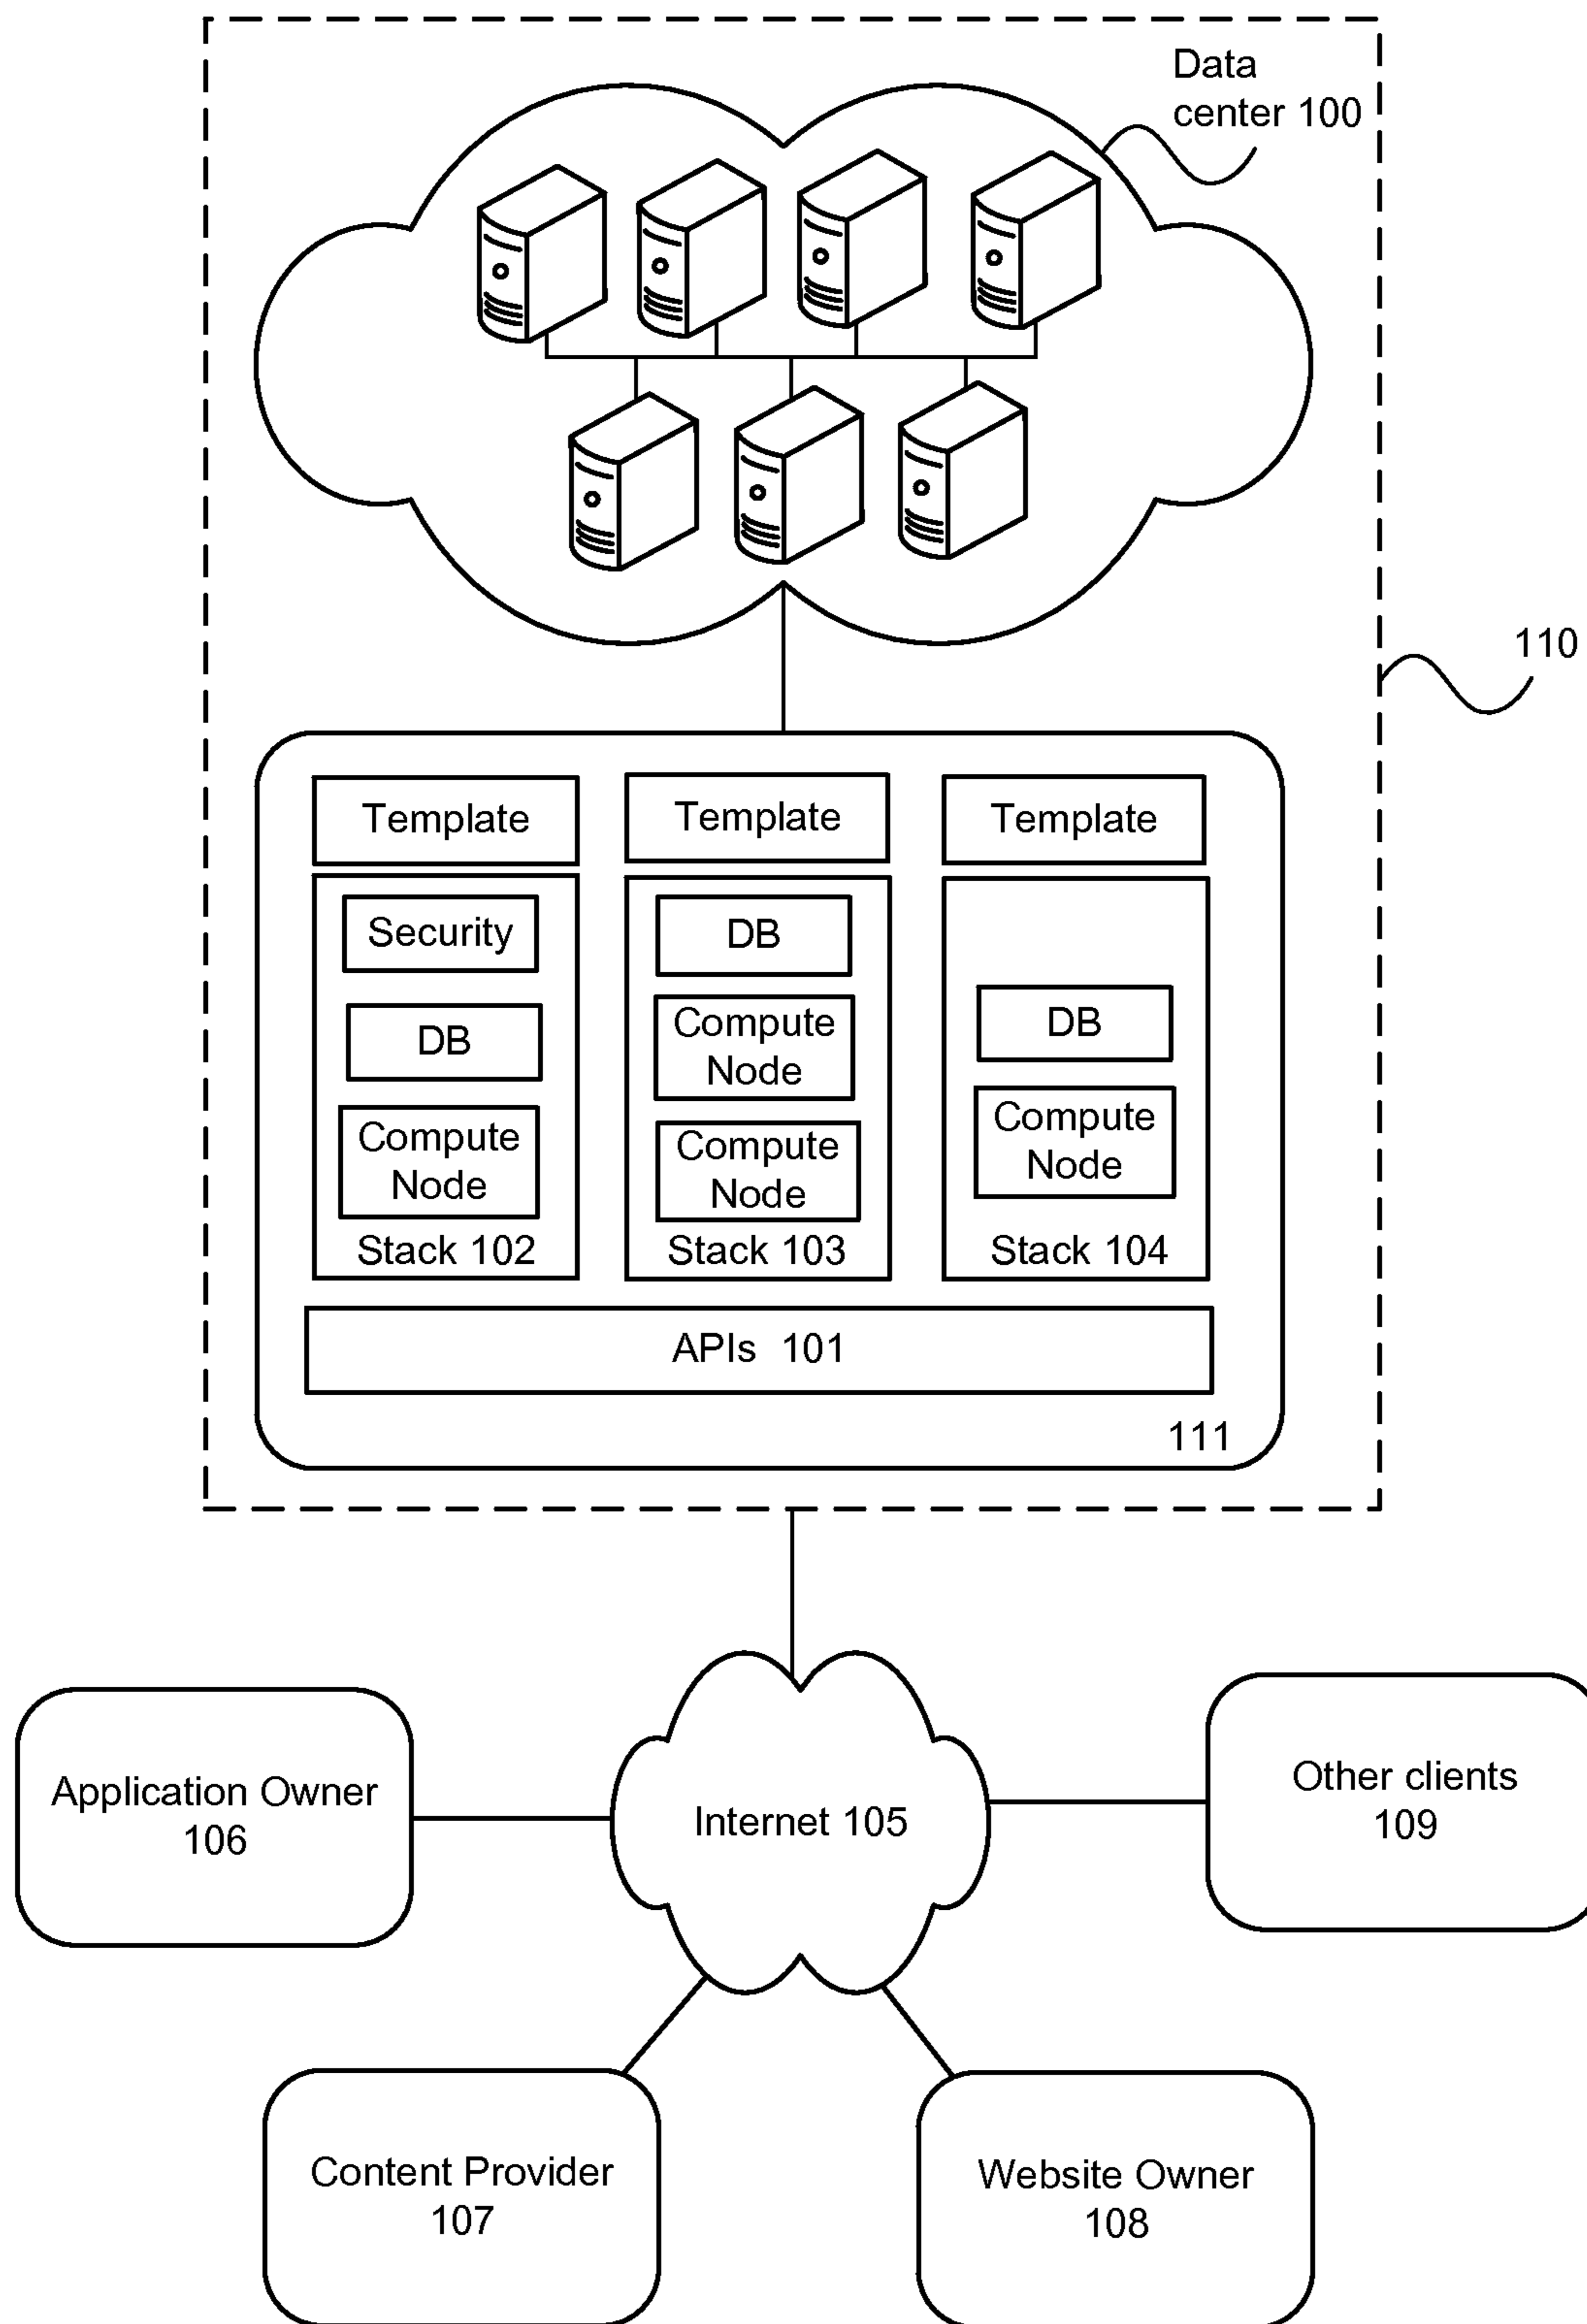 Data
center 100
110
Template
Template
Template
Security
DB
Compute
Node
Stack 102
DB
Compute
Node
Compute
Node
Stack 103
DB
Compute
Node
Stack 104
APIs 101
111
Internet 105
Application Owner
106
Other clients
109
Content Provider
107
Website Owner
108